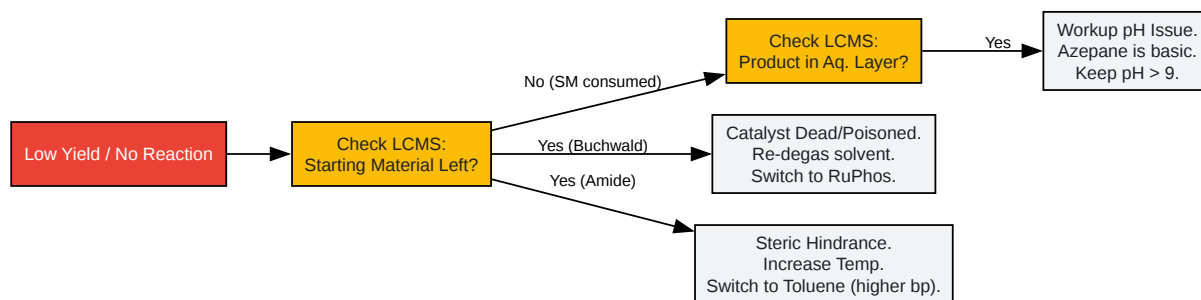 Low Yield / No Reaction
Check LCMS:
Starting Material Left?
No (SM consumed)
Yes (Buchwald)
Yes (Amide)
Check LCMS:
Product in Aq. Layer?
Yes
Workup pH Issue.
Azepane is basic.
Keep pH > 9.
Catalyst Dead/Poisoned.
Re-degas solvent.
Switch to RuPhos.
Steric Hindrance.
Increase Temp.
Switch to Toluene (higher bp).